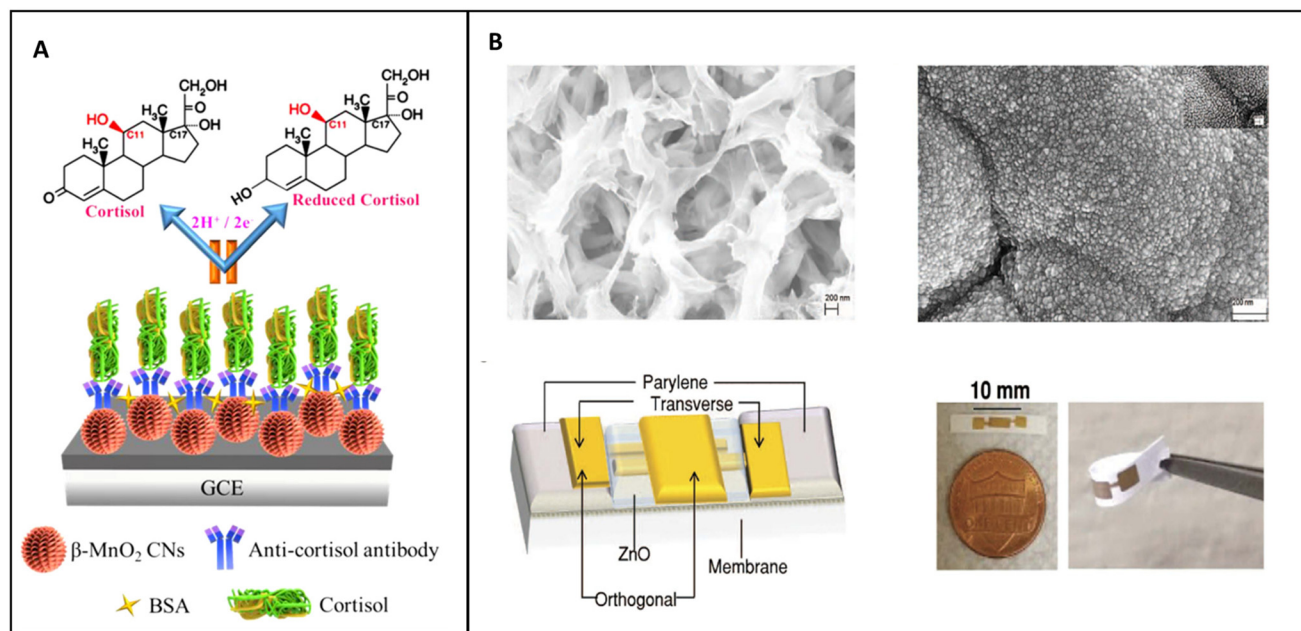 A
CH₂OH
H₃C
O
HO
OH
C11
C17
H₃C
O
Cortisol
CH₂OH
H₃C
O
HO
OH
C11
C17
H₃C
HO
Reduced Cortisol
2H⁺ / 2e⁻
GCE
β-MnO₂ CNs
Anti-cortisol antibody
BSA
Cortisol
B
200 nm
200 nm
Parylene
Transverse
ZnO
Membrane
Orthogonal
10 mm
ONE CENT